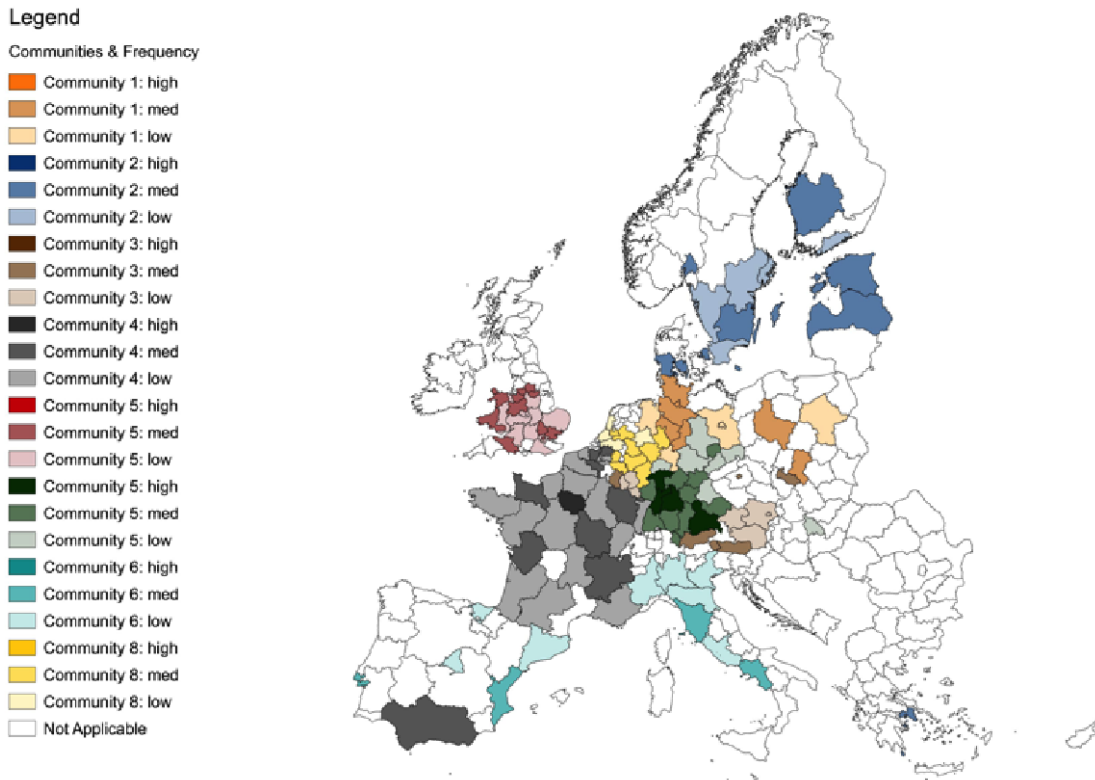 Legend
Communities & Frequency
Community 1: high
Community 1: med
Community 1: low
Community 2: high
Community 2: med
Community 2: low
Community 3: high
Community 3: med
Community 3: low
Community 4: high
Community 4: med
Community 4: low
Community 5: high
Community 5: med
Community 5: low
Community 5: high
Community 5: med
Community 5: low
Community 6: high
Community 6: med
Community 6: low
Community 8: high
Community 8: med
Community 8: low
Not Applicable